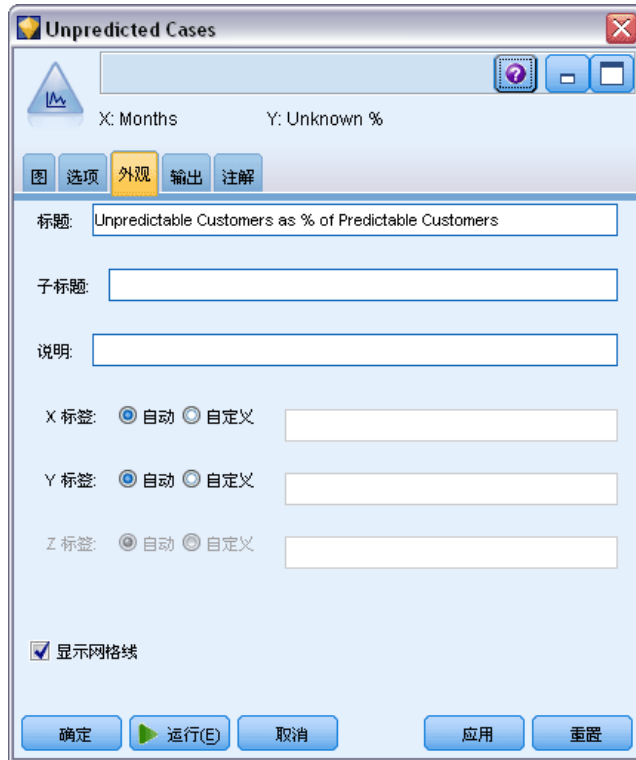 Unpredicted Cases
X: Months Y: Unknown %
图 选项 外观 输出 注解
标题: Unpredictable Customers as % of Predictable Customers
子标题:
说明:
X 标签: 自动 自定义
Y 标签: 自动 自定义
Z 标签: 自动 自定义
显示网格线
确定 运行(E) 取消 应用 重置